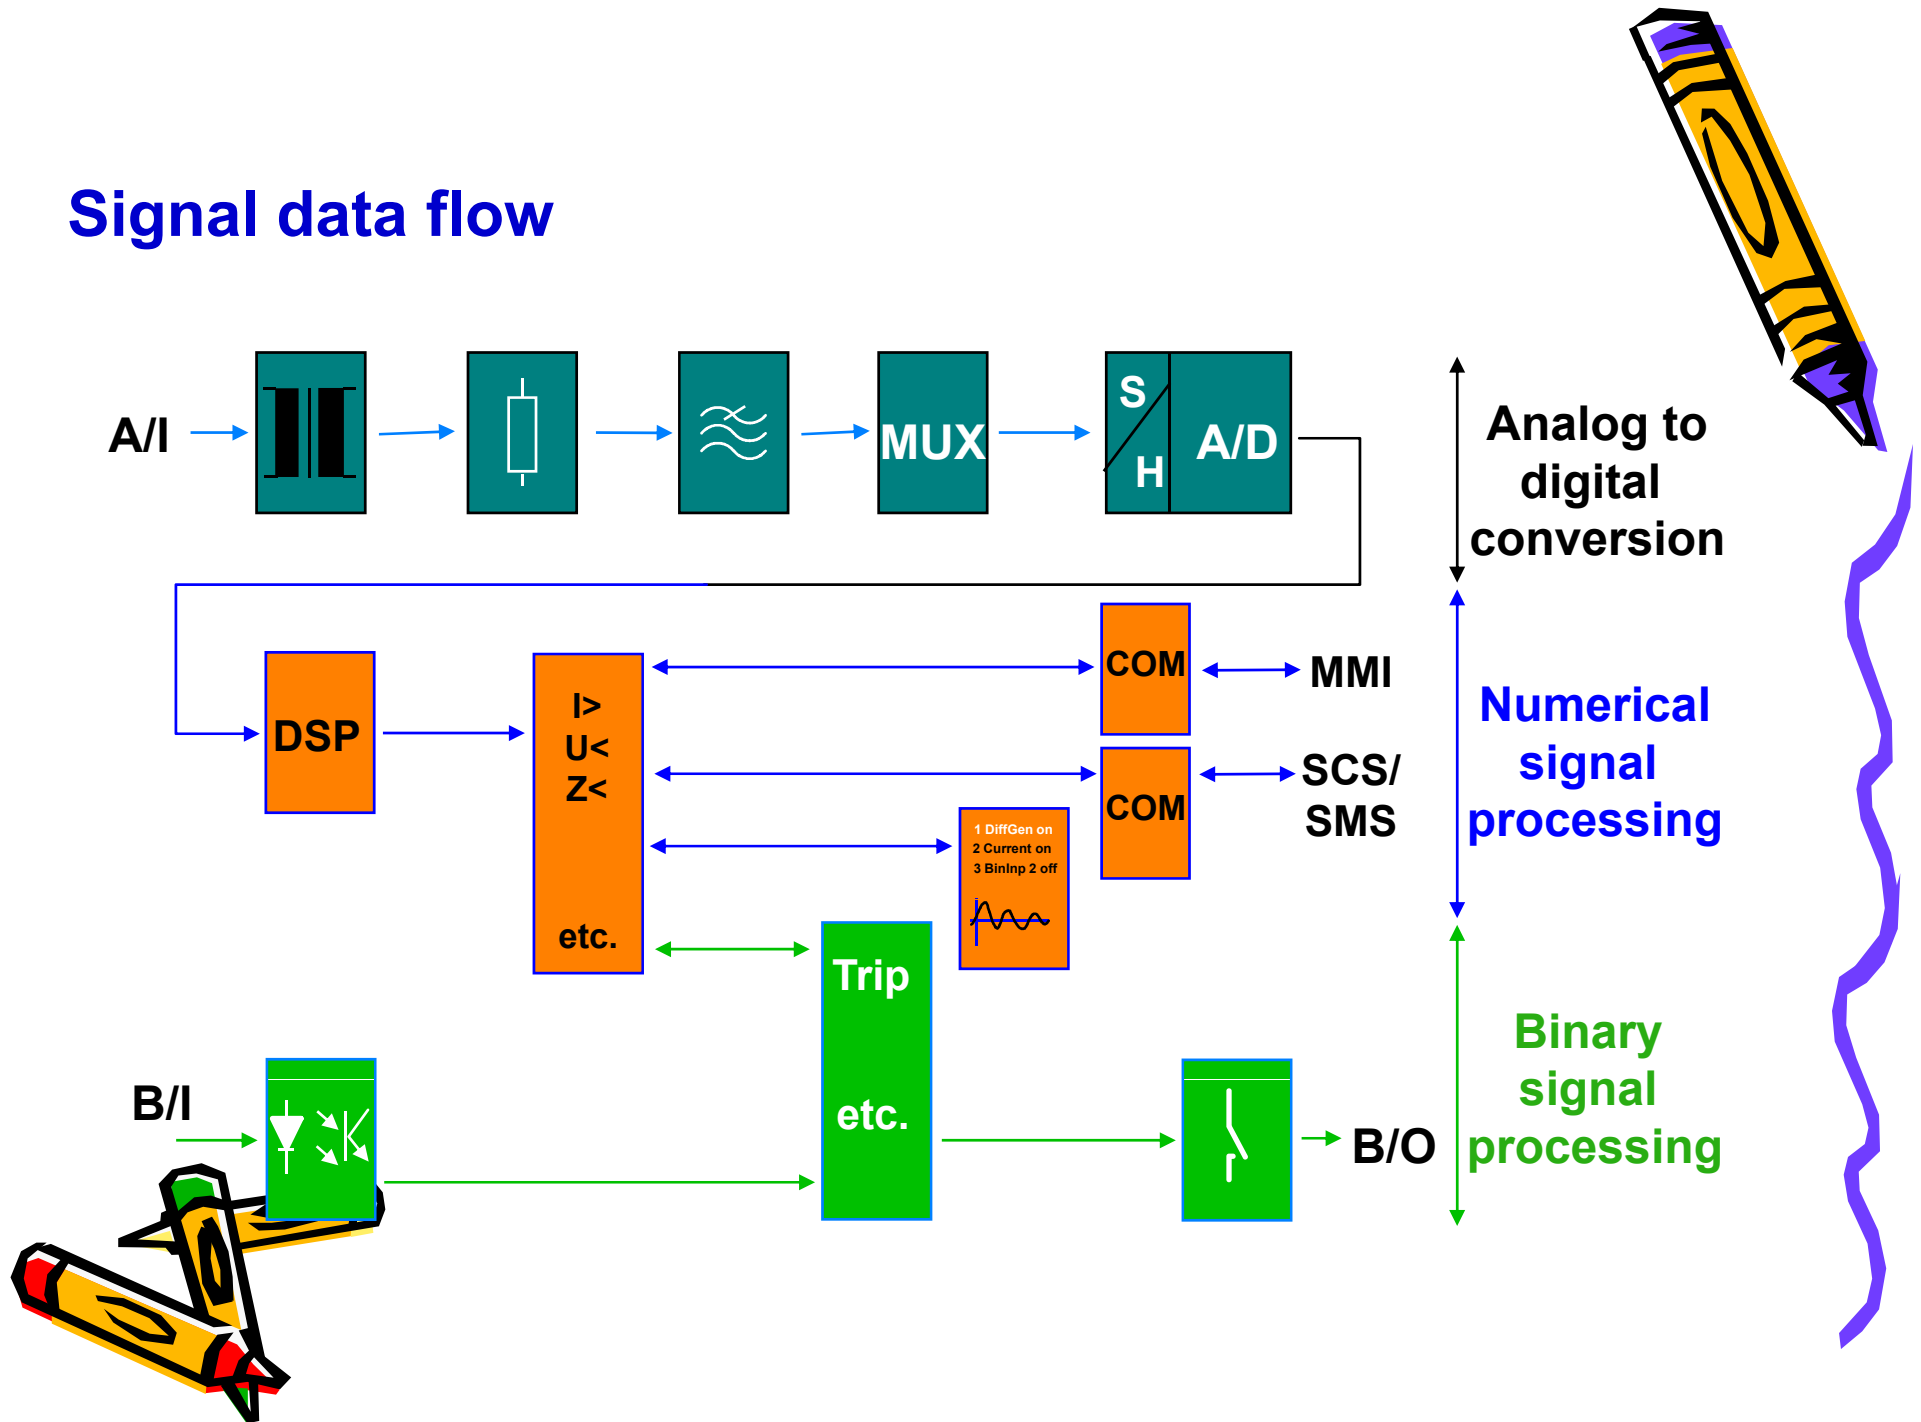 Signal data flow
A/I
MUX
S
H
A/D
Analog to
digital
conversion
DSP
I>
U<
Z<
etc.
COM
MMI
COM
SCS/
SMS
1 DiffGen on
2 Current on
3 BinInp 2 off
Numerical
signal
processing
Trip
etc.
B/I
B/O
Binary
signal
processing